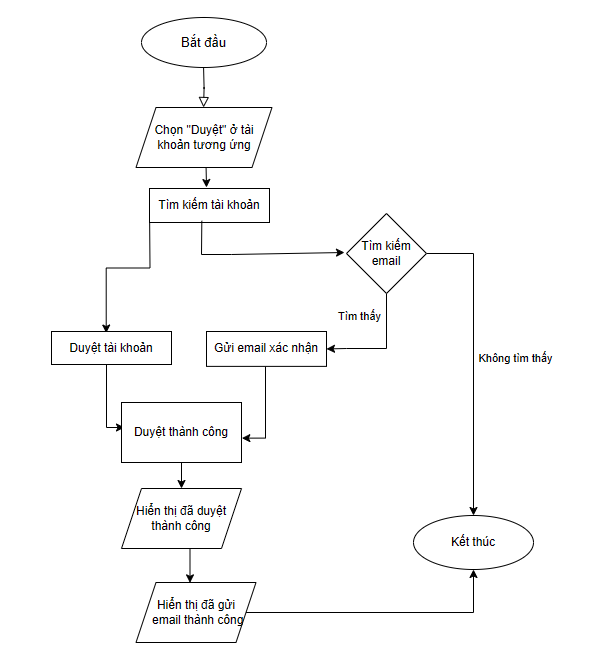 Bắt đầu
Chọn "Duyệt" ở tài
khoản tương ứng
Tìm kiếm tài khoản
Tìm kiếm
email
Tìm thấy
Duyệt tài khoản
Gửi email xác nhận
Không tìm thấy
Duyệt thành công
Hiển thị đã duyệt
thành công
Kết thúc
Hiển thị đã gửi
email thành công